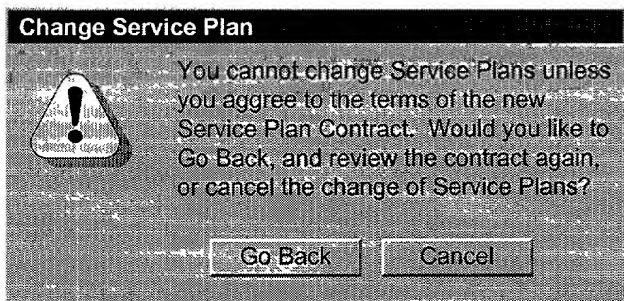 Change Service Plan
You cannot change Service Plans unless
you aggree to the terms of the new
Service Plan Contract. Would you like to
Go Back, and review the contract again,
or cancel the change of Service Plans?
Go Back Cancel